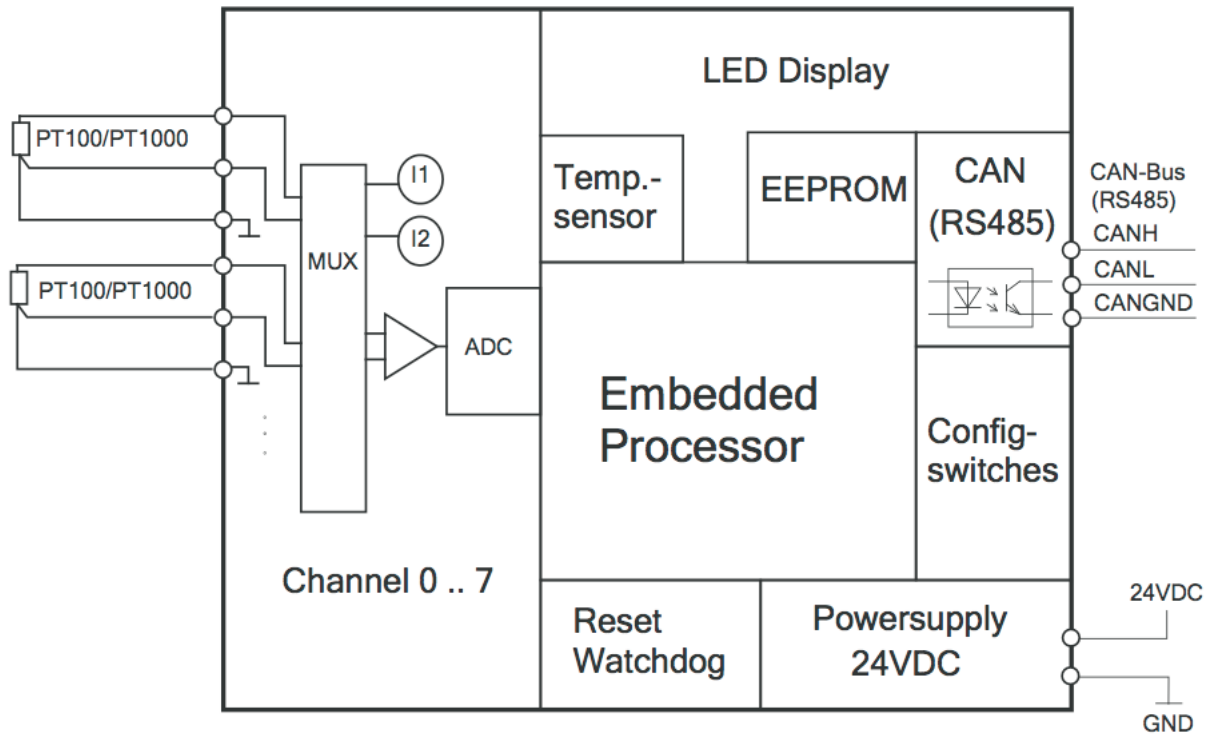 LED Display
PT100/PT1000
Temp.-
sensor
EEPROM
CAN
(RS485)
CAN-Bus
(RS485)
CANH
CANL
CANGND
I1
I2
MUX
PT100/PT1000
ADC
Embedded
Processor
Config-
switches
Channel 0 .. 7
Reset
Watchdog
Powersupply
24VDC
24VDC
GND